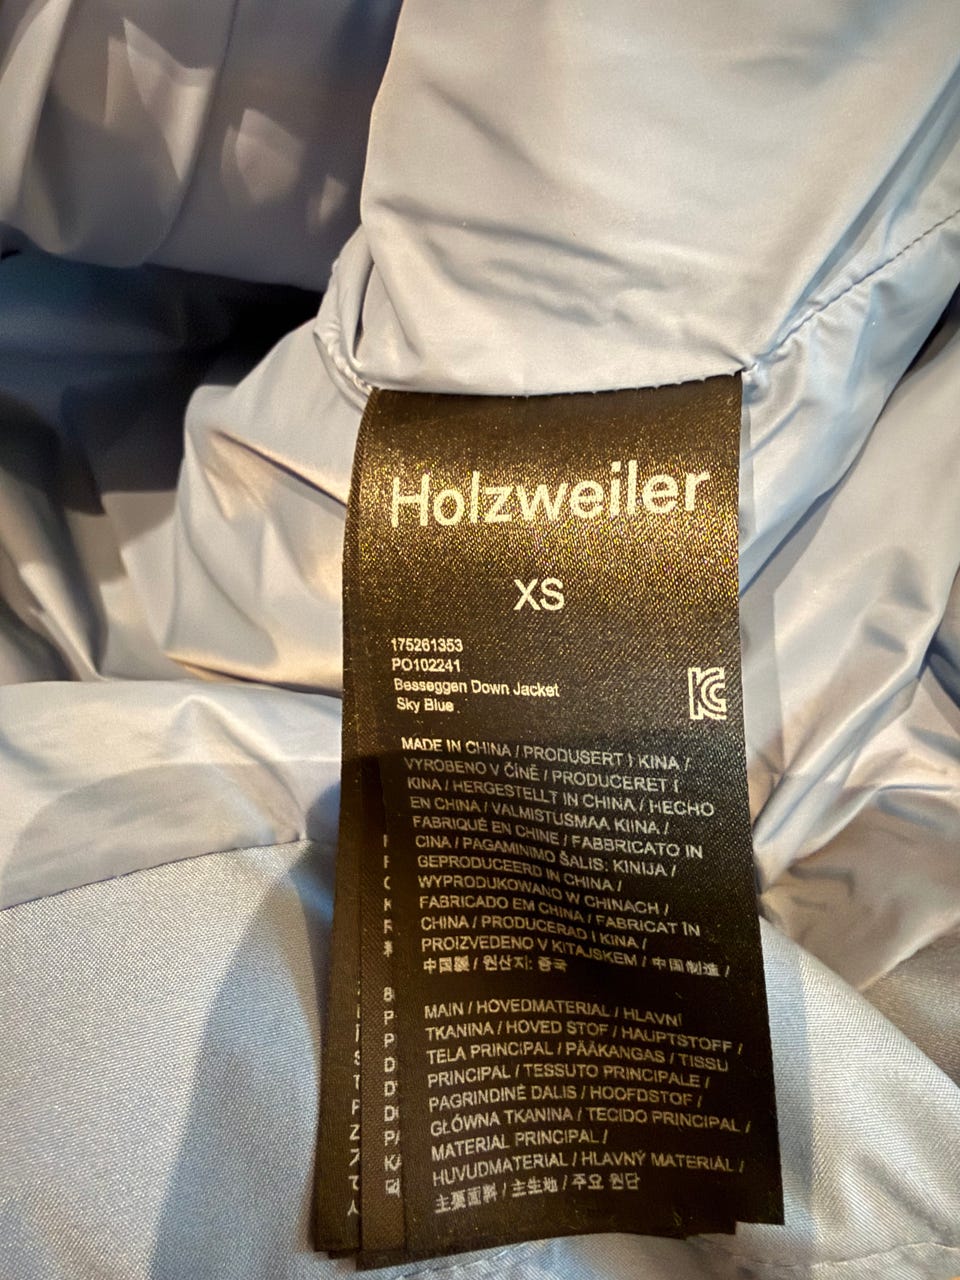 Holzweiler
XS
175261353
PO102241
Besseggen Down Jacket
Sky Blue
MADE IN CHINA / PRODUSERT I KINA /
VYROBENO V ČÍNĚ / PRODUCERET I
KINA / HERGESTELLT IN CHINA / HECHO
EN CHINA / VALMISTUSMAA KIINA /
FABRIQUÉ EN CHINE / FABBRICATO IN
CINA / PAGAMINIMO ŠALIS: KINIJA /
GEPRODUCEERD IN CHINA /
WYPRODUKOWANO W CHINACH /
FABRICADO EM CHINA / FABRICAT ÎN
CHINA / PRODUCERAD I KINA /
PROIZVEDENO V KITAJSKEM / 中国制造 /
中国製 / 원산지: 중국
MAIN / HOVEDMATERIAL / HLAVNÍ
TKANINA / HOVED STOF / HAUPTSTOFF /
TELA PRINCIPAL / PÄÄKANGAS / TISSU
PRINCIPAL / TESSUTO PRINCIPALE /
PAGRINDINĖ DALIS / HOOFDSTOF /
GŁÓWNA TKANINA / TECIDO PRINCIPAL /
MATERIAL PRINCIPAL /
HUVUDMATERIAL / HLAVNÝ MATERIÁL /
主要面料 / 主生地 / 주요 원단